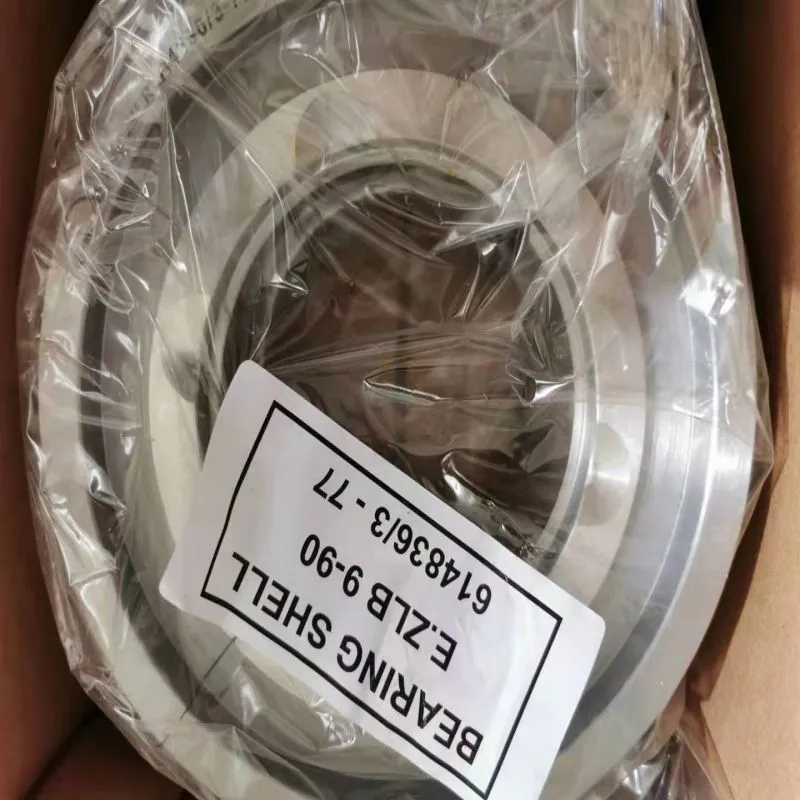 BEARING SHELL
E.ZLB 9-90
614836/3 - 77